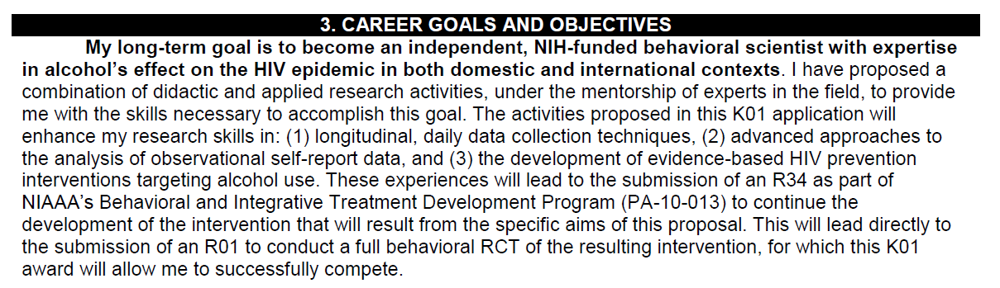 3. CAREER GOALS AND OBJECTIVES
My long-term goal is to become an independent, NIH-funded behavioral scientist with expertise
in alcohol's effect on the HIV epidemic in both domestic and international contexts. I have proposed a
combination of didactic and applied research activities, under the mentorship of experts in the field, to provide
me with the skills necessary to accomplish this goal. The activities proposed in this K01 application will
enhance my research skills in: (1) longitudinal, daily data collection techniques, (2) advanced approaches to
the analysis of observational self-report data, and (3) the development of evidence-based HIV prevention
interventions targeting alcohol use. These experiences will lead to the submission of an R34 as part of
NIAAA's Behavioral and Integrative Treatment Development Program (PA-10-013) to continue the
development of the intervention that will result from the specific aims of this proposal. This will lead directly to
the submission of an R01 to conduct a full behavioral RCT of the resulting intervention, for which this K01
award will allow me to successfully compete.